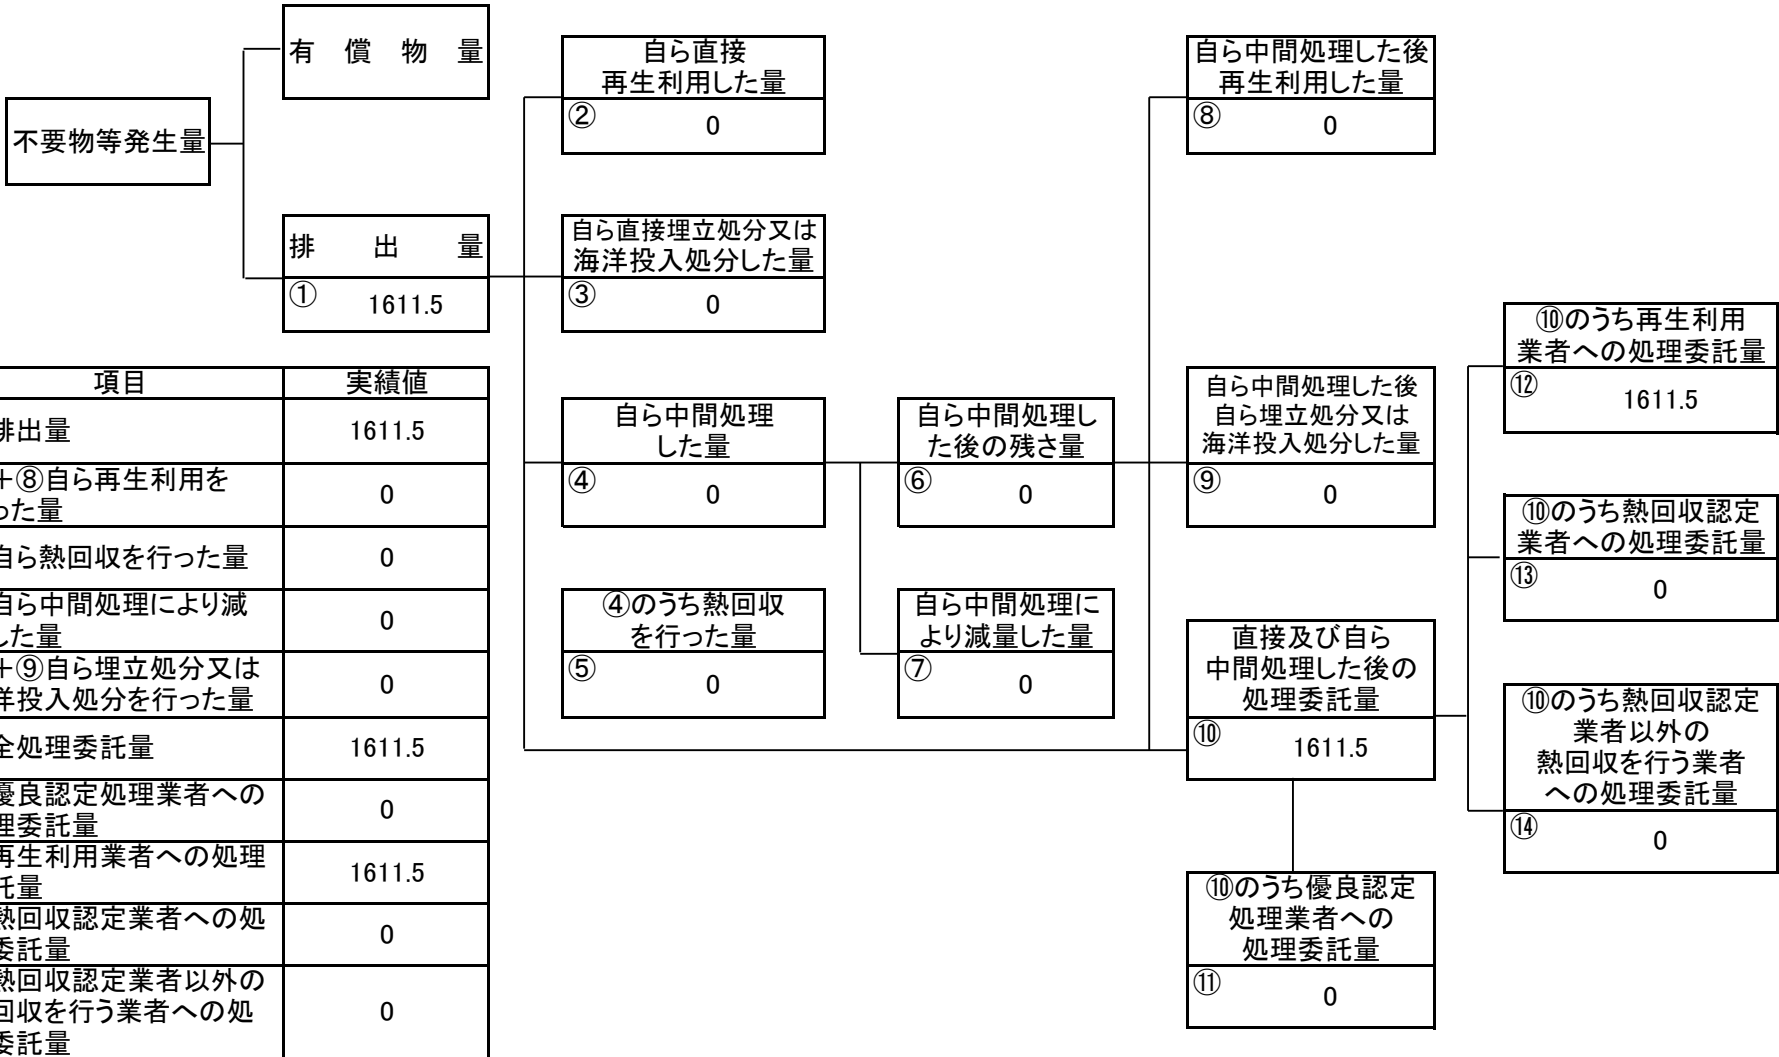 有償物量
不要物等発生量
排出量
① 1611.5
自ら直接
再生利用した量
② 0
自ら直接埋立処分又は
海洋投入処分した量
③ 0
自ら中間処理
した量
④ 0
④のうち熱回収
を行った量
⑤ 0
自ら中間処理し
た後の残さ量
⑥ 0
自ら中間処理に
より減量した量
⑦ 0
自ら中間処理した後
再生利用した量
⑧ 0
自ら中間処理した後
自ら埋立処分又は
海洋投入処分した量
⑨ 0
直接及び自ら
中間処理した後の
処理委託量
⑩ 1611.5
⑩のうち優良認定
処理業者への
処理委託量
⑪ 0
⑩のうち再生利用
業者への処理委託量
⑫ 1611.5
⑩のうち熱回収認定
業者への処理委託量
⑬ 0
⑩のうち熱回収認定
業者以外の
熱回収を行う業者
への処理委託量
⑭ 0
項目 実績値
排出量 1611.5
+⑧自ら再生利用を
った量 0
自ら熱回収を行った量 0
自ら中間処理により減
した量 0
+⑨自ら埋立処分又は
洋投入処分を行った量 0
全処理委託量 1611.5
優良認定処理業者への
理委託量 0
再生利用業者への処理
託量 1611.5
熱回収認定業者への処
委託量 0
熱回収認定業者以外の
回収を行う業者への処
委託量 0